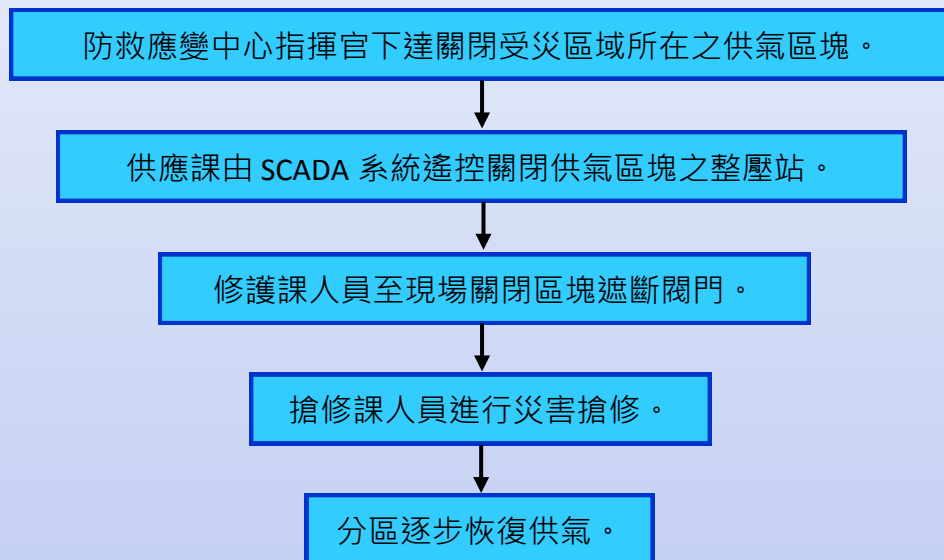 防救應變中心指揮官下達關閉受災區域所在之供氣區塊。
供應課由 SCADA 系統遙控關閉供氣區塊之整壓站。
修護課人員至現場關閉區塊遮斷閥門。
搶修課人員進行災害搶修。
分區逐步恢復供氣。